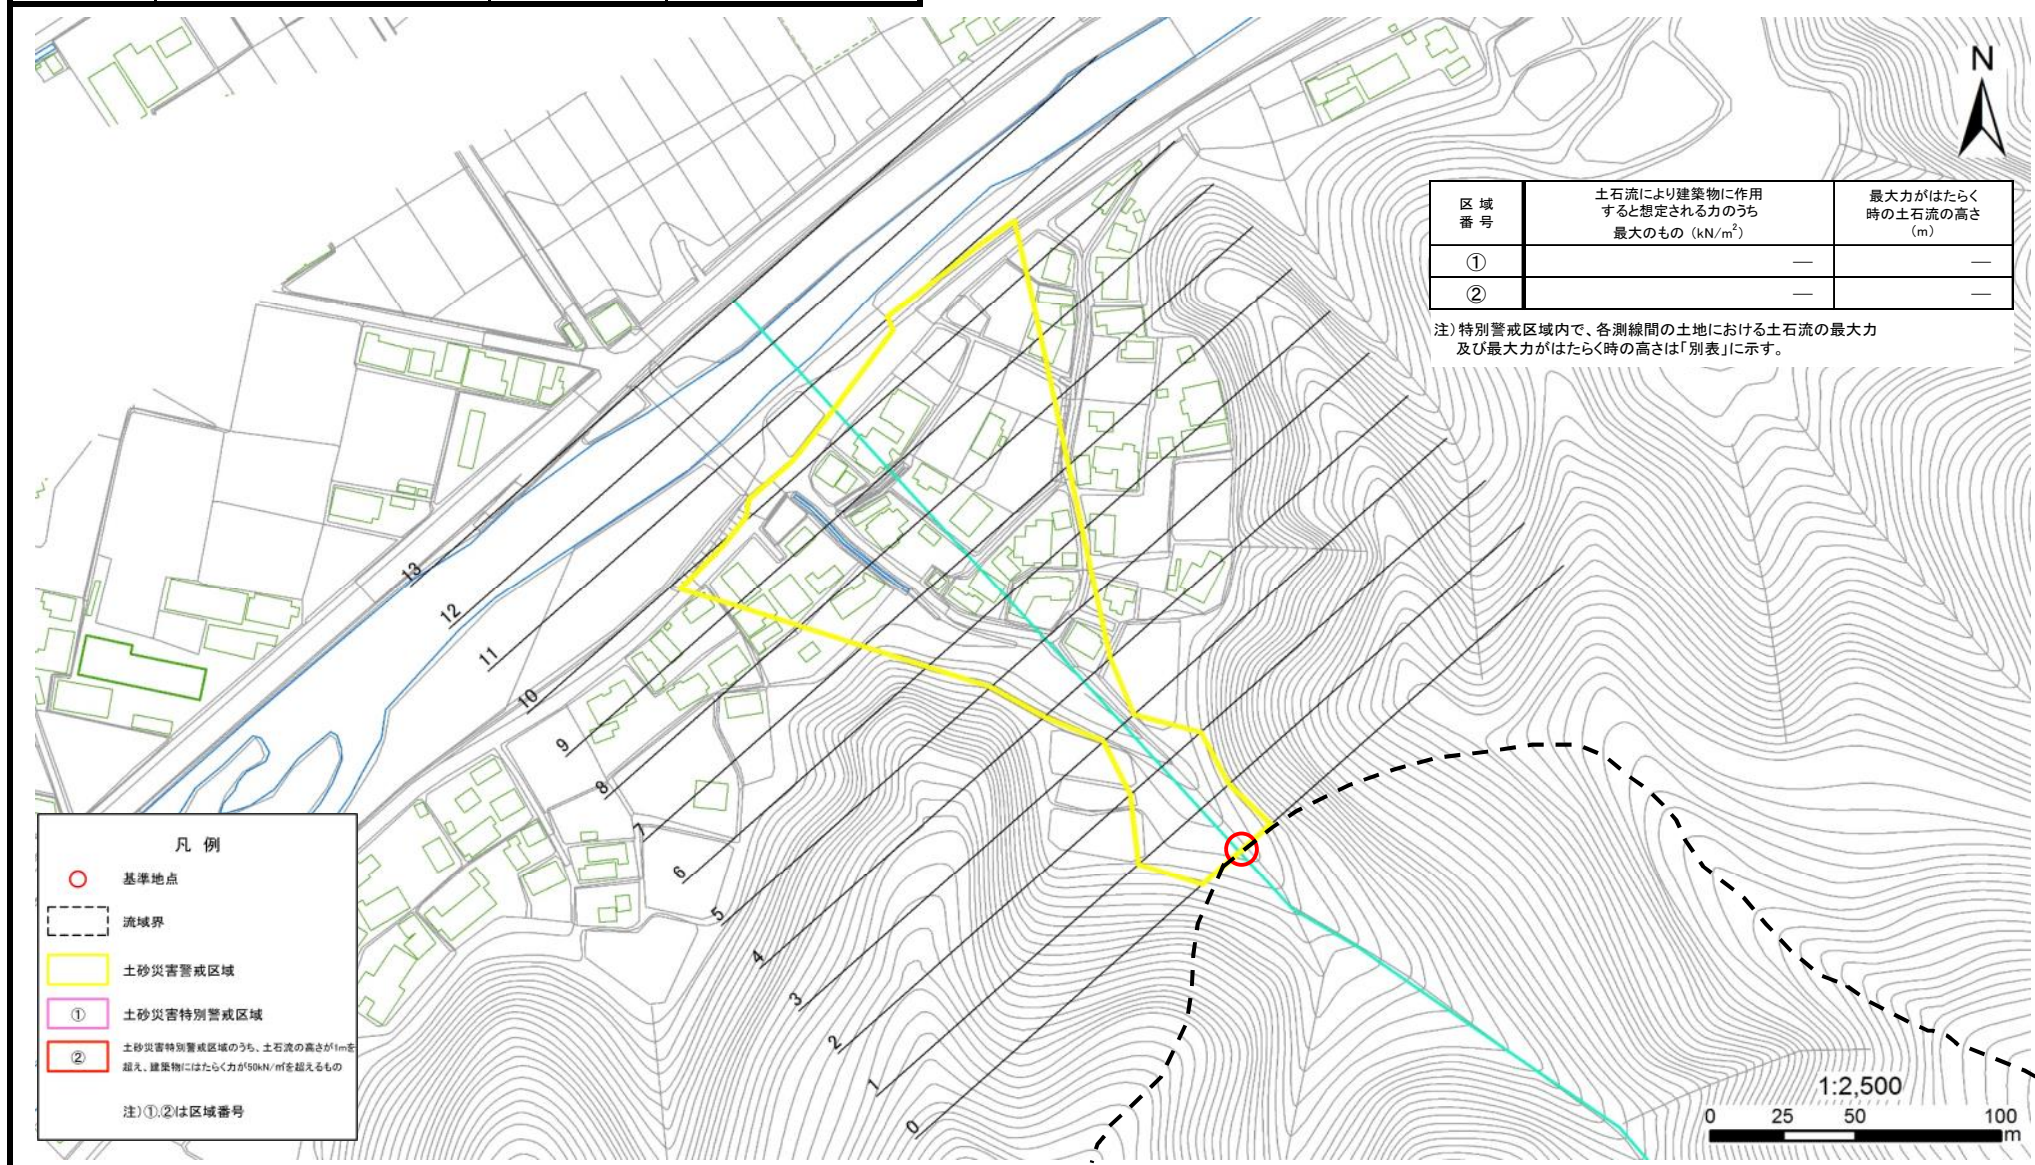 N
区 域
番 号
土石流により建築物に作用
すると想定される力のうち
最大のもの (kN/m²)
最大力がはたらく
時の土石流の高さ
(m)
① ― ―
② ― ―
注) 特別警戒区域内で、各測線間の土地における土石流の最大力
及び最大力がはたらく時の高さは「別表」に示す。
13
12
11
10
9
8
7
6
5
4
3
2
1
0
凡 例
基準地点
流域界
土砂災害警戒区域
① 土砂災害特別警戒区域
② 土砂災害特別警戒区域のうち、土石流の高さが1mを
超え、建築物にはたらく力が50kN/㎡を超えるもの
注)①,②は区域番号
1:2,500
0 25 50 100
m